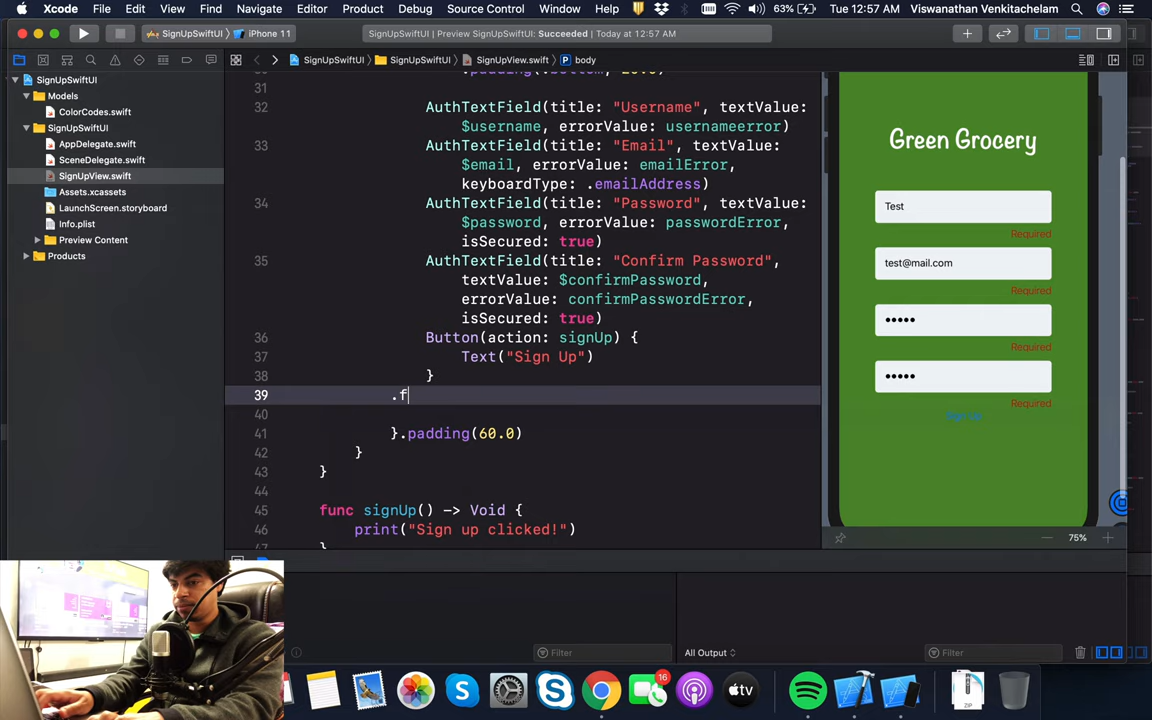 Xcode File Edit View Find Navigate Editor Product Debug Source Control Window Help 63% Tue 12:57 AM Viswanathan Venkitachelam
SignUpSwiftUI iPhone 11 SignUpSwiftUI | Preview SignUpSwiftUI: Succeeded | Today at 12:57 AM
SignUpSwiftUI SignUpSwiftUI SignUpView.swift body
SignUpSwiftUI
Models
ColorCodes.swift
SignUpSwiftUI
AppDelegate.swift
SceneDelegate.swift
SignUpView.swift
Assets.xcassets
LaunchScreen.storyboard
Info.plist
Preview Content
Products
31
32 AuthTextField(title: "Username", textValue:
$username, errorValue: usernameerror)
33 AuthTextField(title: "Email", textValue:
$email, errorValue: emailError,
keyboardType: .emailAddress)
34 AuthTextField(title: "Password", textValue:
$password, errorValue: passwordError,
isSecured: true)
35 AuthTextField(title: "Confirm Password",
textValue: $confirmPassword,
errorValue: confirmPasswordError,
isSecured: true)
36 Button(action: signUp) {
37 Text("Sign Up")
38 }
39 .f
40
41 }.padding(60.0)
42 }
43 }
44
45 func signUp() -> Void {
46 print("Sign up clicked!")
47 }
Green Grocery
Test
Required
test@mail.com
Required
•••••
Required
•••••
Required
Sign Up
75%
Filter All Output Filter
16
ZIP